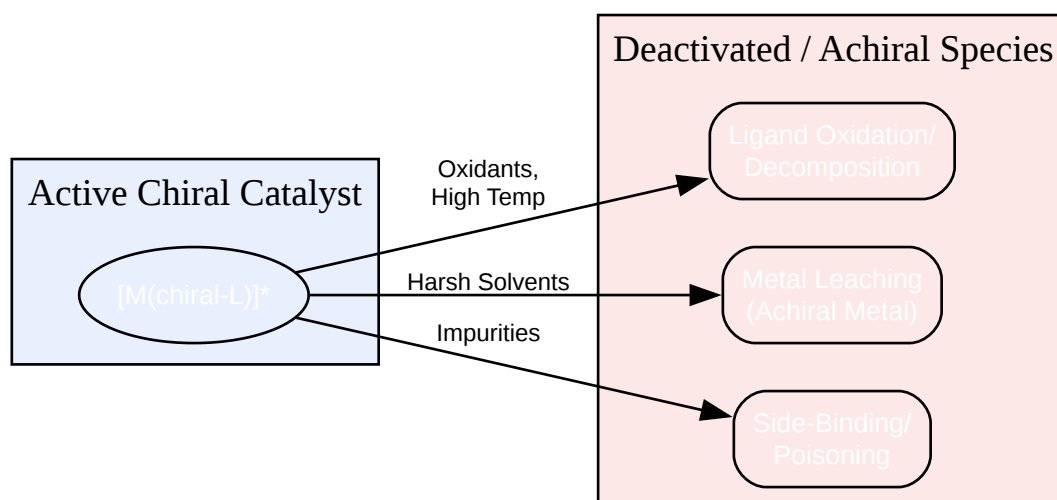 Active Chiral Catalyst
[M(chiral-L)]*
Oxidants,
High Temp
Harsh Solvents
Impurities
Deactivated / Achiral Species
Ligand Oxidation/
Decomposition
Metal Leaching
(Achiral Metal)
Side-Binding/
Poisoning